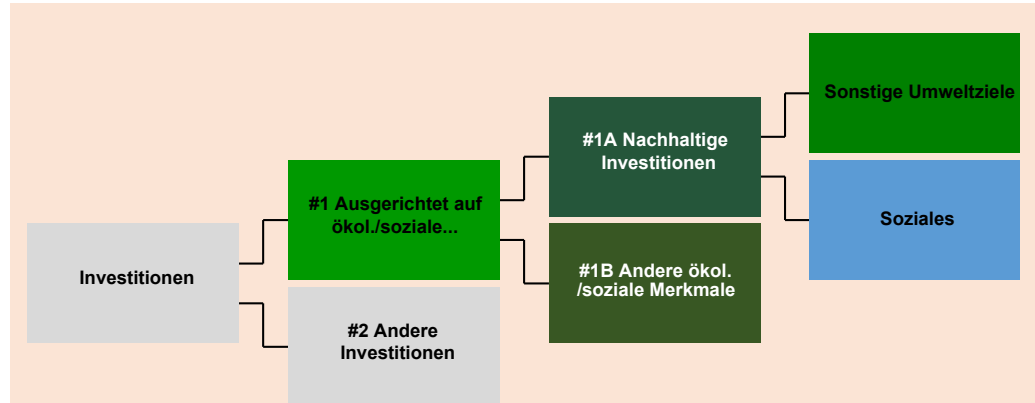 Investitionen
#1 Ausgerichtet auf
ökol./soziale...
#2 Andere
Investitionen
#1A Nachhaltige
Investitionen
#1B Andere ökol.
/soziale Merkmale
Sonstige Umweltziele
Soziales